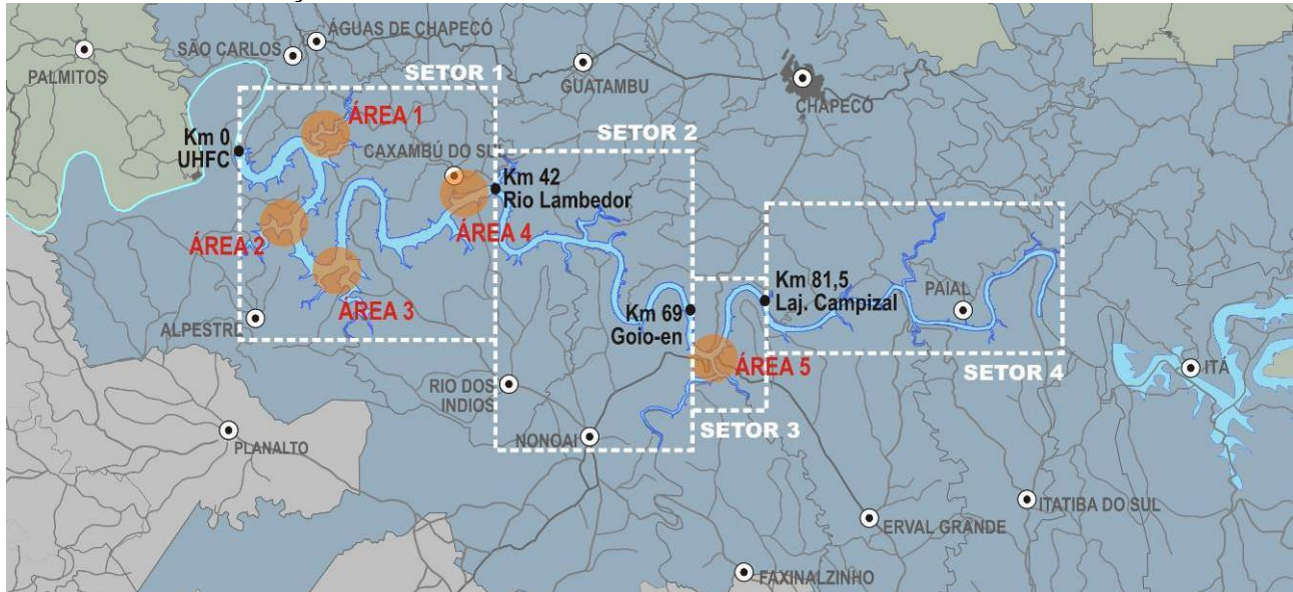 ÁGUAS DE CHAPECÓ
SÃO CARLOS
PALMITOS
SETOR 1
GUATAMBU
CHAPECÓ
ÁREA 1
Km 0
UHFC
SETOR 2
CAXAMBÚ DO SUL
Km 42
Rio Lambedor
ÁREA 4
ÁREA 2
ÁREA 3
Km 81,5
Laj. Campizal
PAIAL
Km 69
Goio-en
ALPESTRE
ÁREA 5
SETOR 4
ITÁ
RIO DOS
INDIOS
SETOR 3
NONOAI
PLANALTO
ITATIBA DO SUL
ERVAL GRANDE
FAXINALZINHO